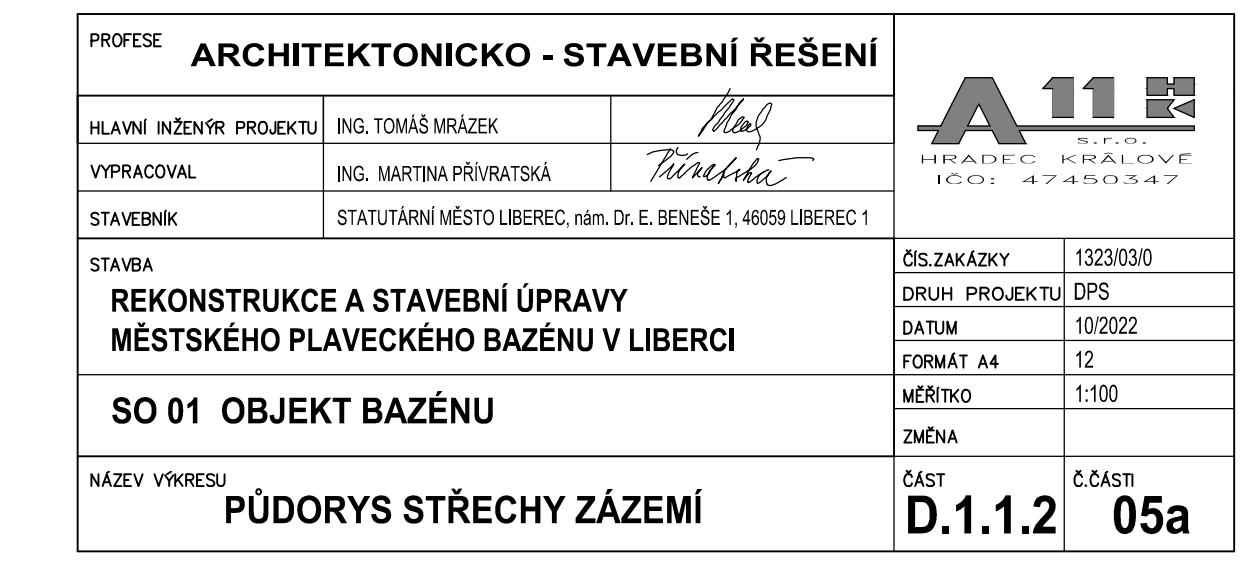 PROFESE
ARCHITEKTONICKO - STAVEBNÍ ŘEŠENÍ
HLAVNÍ INŽENÝR PROJEKTU ING. TOMÁŠ MRÁZEK
VYPRACOVAL ING. MARTINA PŘÍVRATSKÁ Přívratská
STAVEBNÍK STATUTÁRNÍ MĚSTO LIBEREC, nám. Dr. E. BENEŠE 1, 46059 LIBEREC 1
A 11 HK
s.r.o.
HRADEC KRÁLOVÉ
IČO: 47450347
STAVBA
REKONSTRUKCE A STAVEBNÍ ÚPRAVY
MĚSTSKÉHO PLAVECKÉHO BAZÉNU V LIBERCI
SO 01 OBJEKT BAZÉNU
NÁZEV VÝKRESU
PŮDORYS STŘECHY ZÁZEMÍ
ČÍS.ZAKÁZKY 1323/03/0
DRUH PROJEKTU DPS
DATUM 10/2022
FORMÁT A4 12
MĚŘÍTKO 1:100
ZMĚNA
ČÁST
D.1.1.2
Č.ČÁSTI
05a